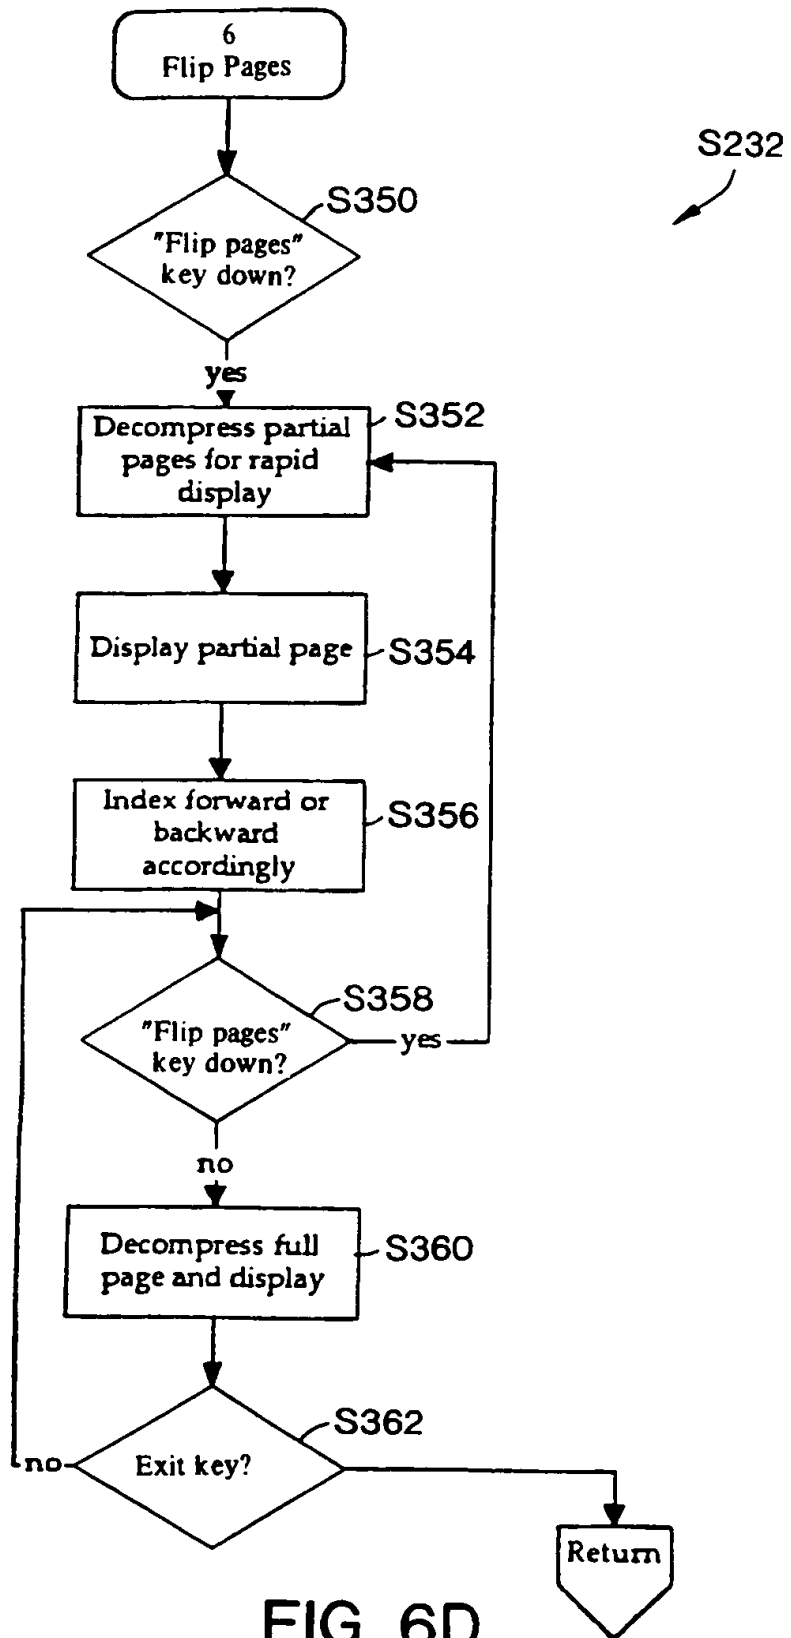 6
Flip Pages
S232
S350
"Flip pages"
key down?
yes
S352
Decompress partial
pages for rapid
display
Display partial page
S354
Index forward or
backward
accordingly
S356
S358
"Flip pages"
key down?
yes
no
Decompress full
page and display
S360
S362
Exit key?
no
Return
FIG. 6D